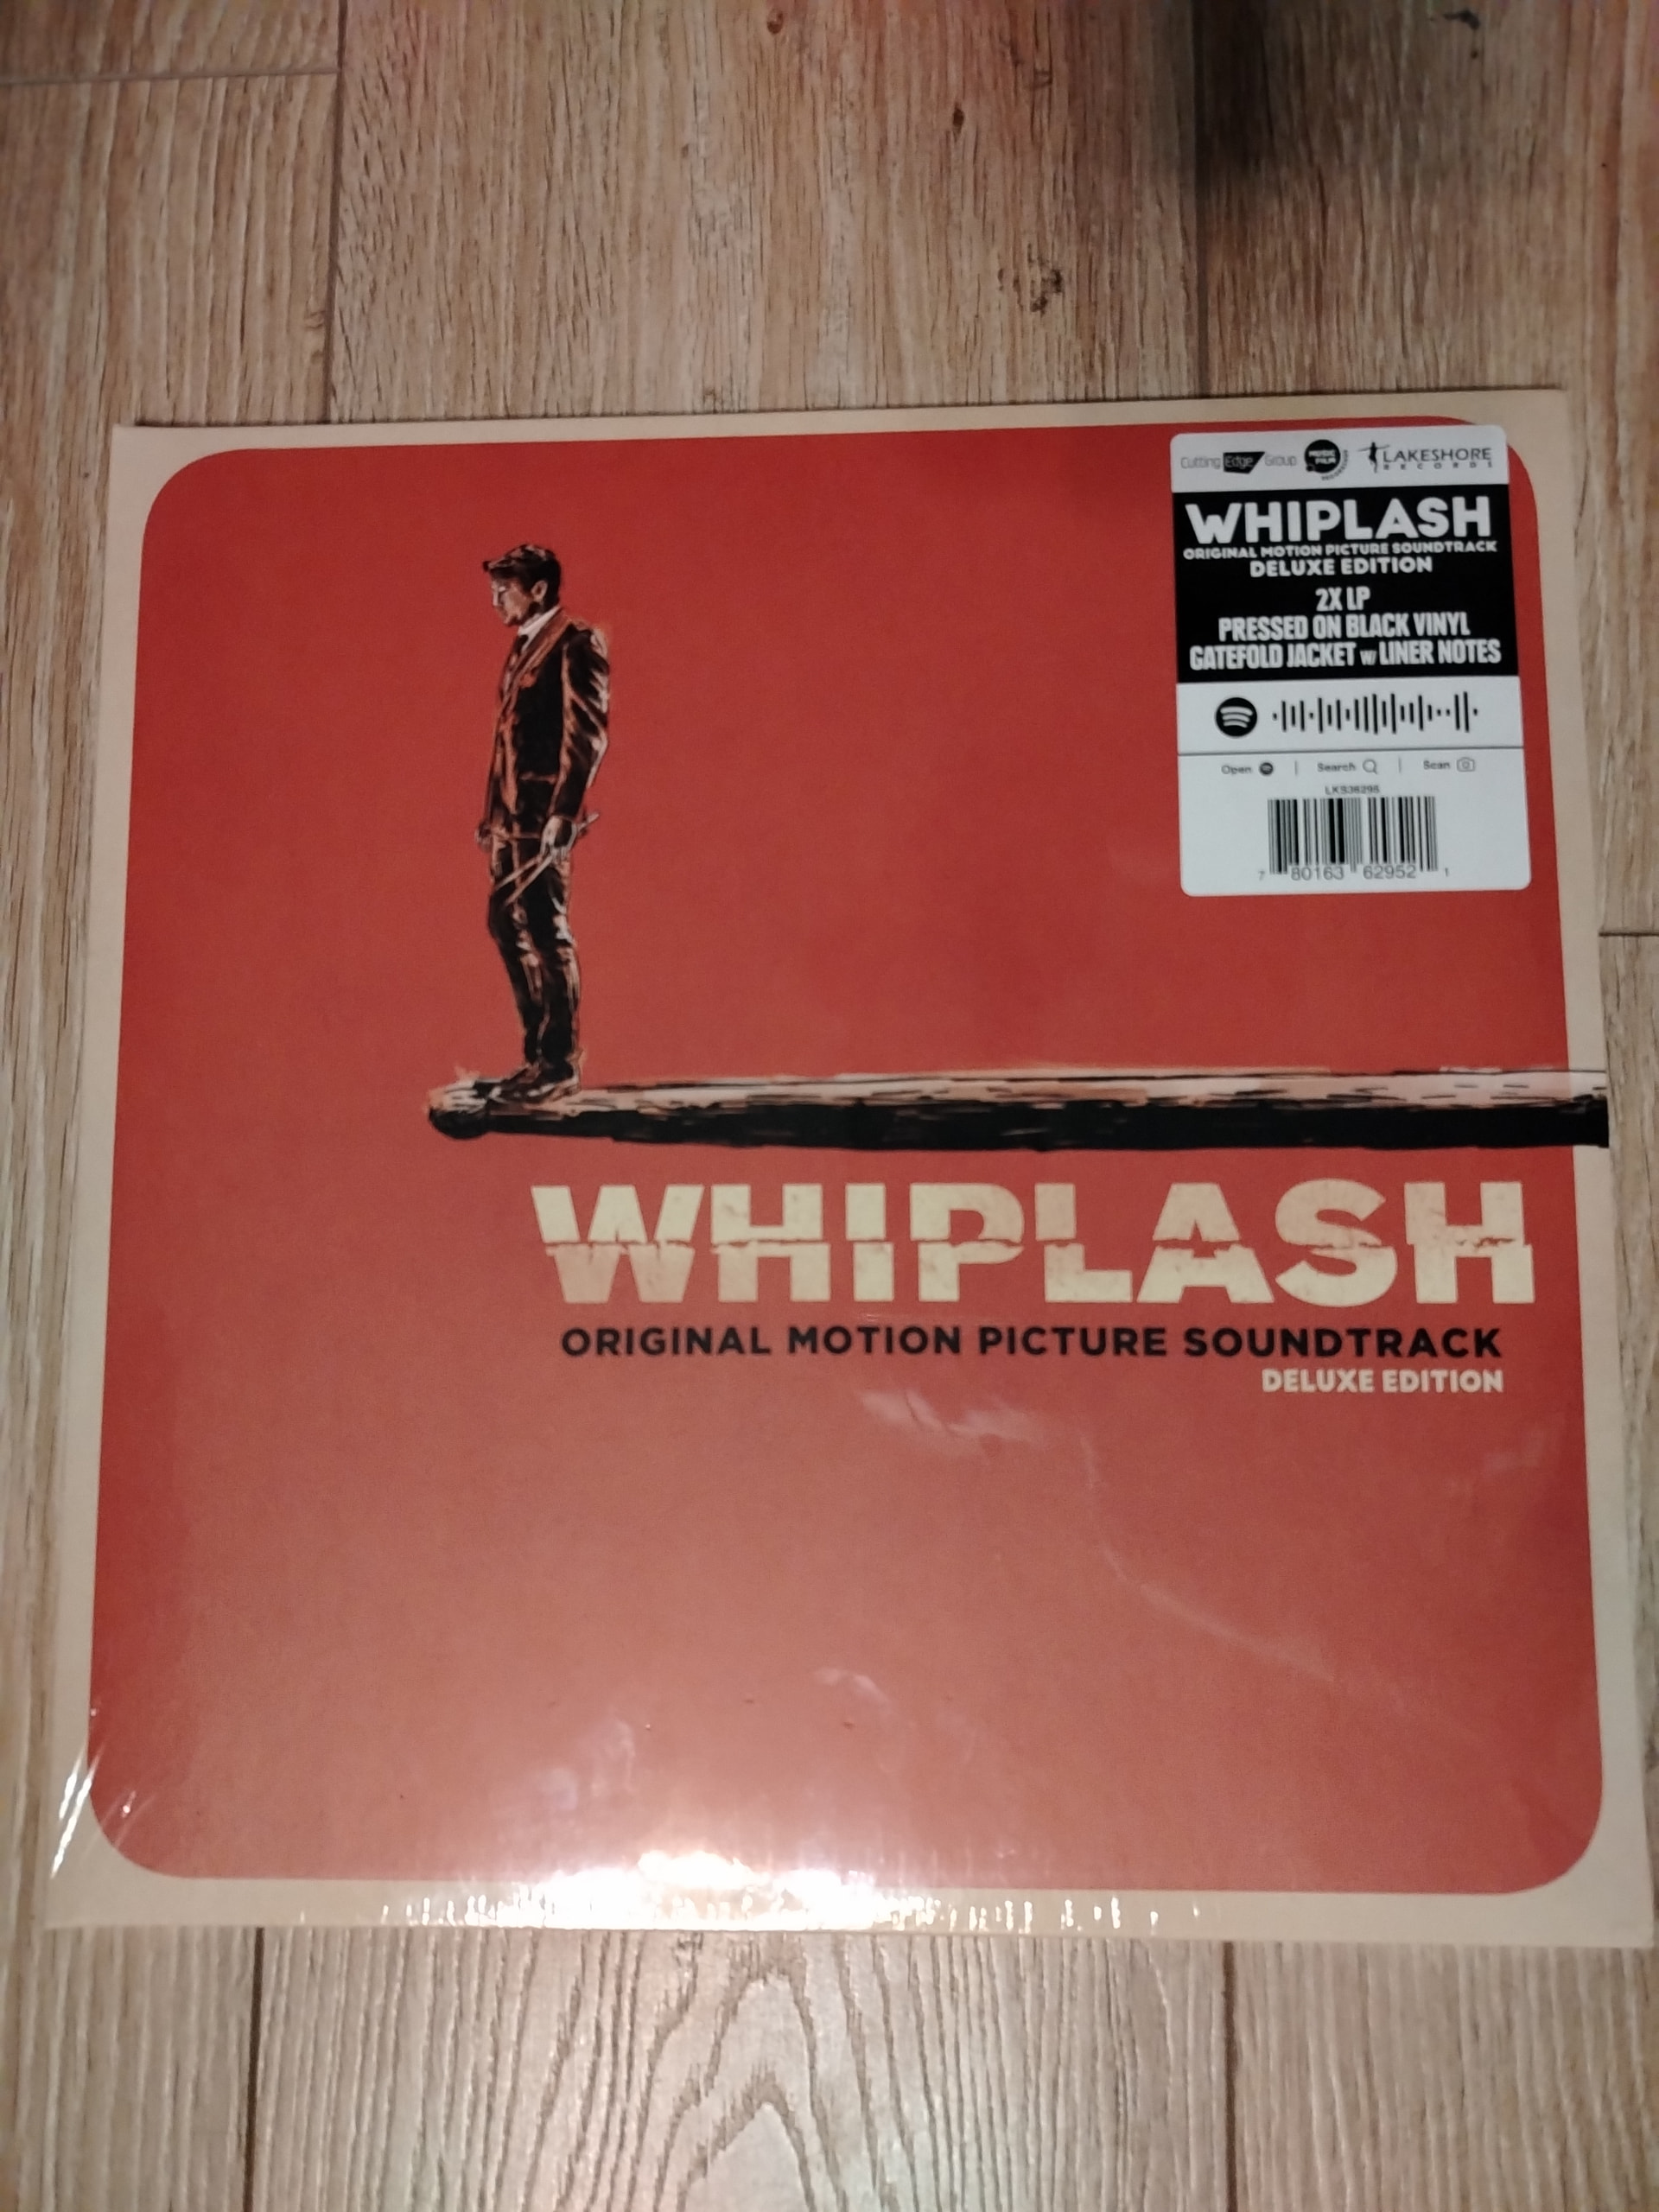 Cutting Edge Group
LAKESHORE
RECORDS
WHIPLASH
ORIGINAL MOTION PICTURE SOUNDTRACK
DELUXE EDITION
2X LP
PRESSED ON BLACK VINYL
GATEFOLD JACKET w/ LINER NOTES
Open | Search | Scan
LKS36295
7 80163 62952 1
WHIPLASH
ORIGINAL MOTION PICTURE SOUNDTRACK
DELUXE EDITION